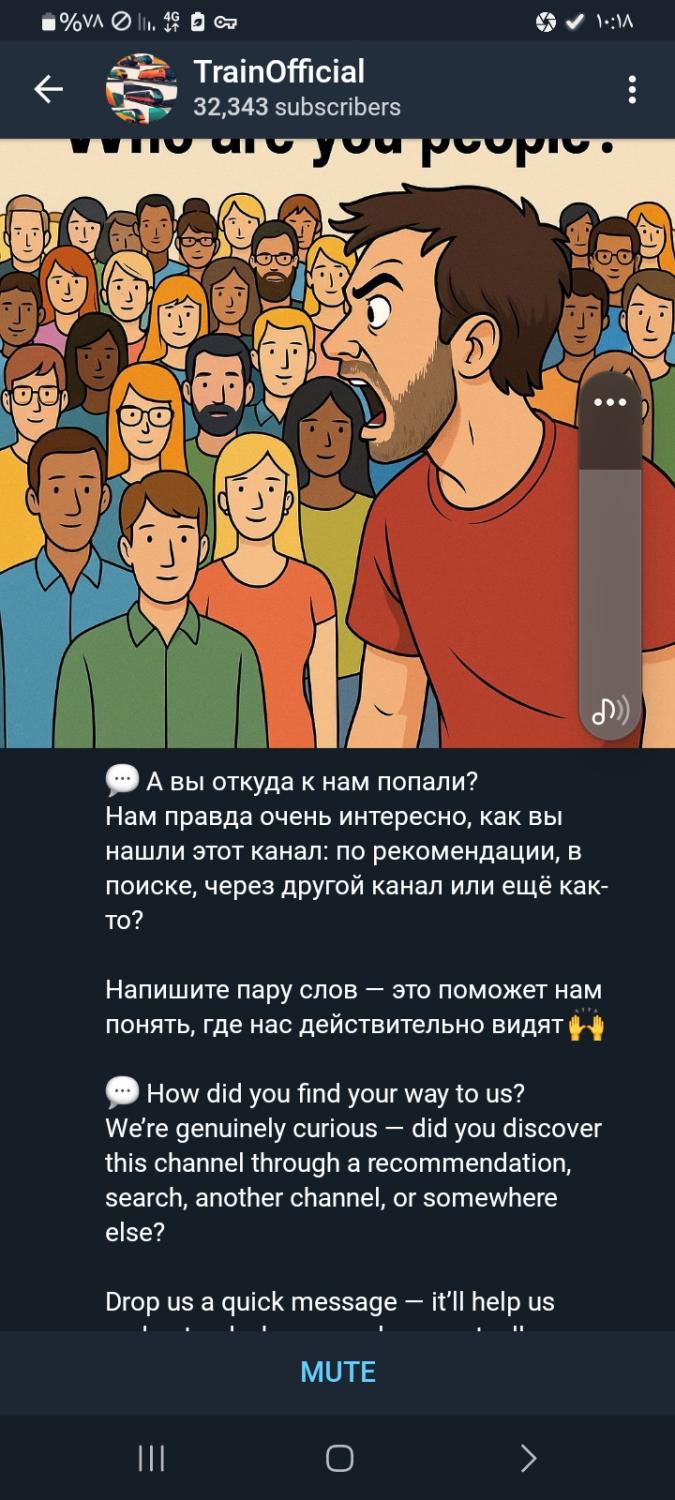 %۷۸ 4G ۱۰:۱۸
TrainOfficial
32,343 subscribers
Who are you people?
💬 А вы откуда к нам попали?
Нам правда очень интересно, как вы
нашли этот канал: по рекомендации, в
поиске, через другой канал или ещё как-
то?
Напишите пару слов — это поможет нам
понять, где нас действительно видят 🙌
💬 How did you find your way to us?
We’re genuinely curious — did you discover
this channel through a recommendation,
search, another channel, or somewhere
else?
Drop us a quick message — it’ll help us
MUTE